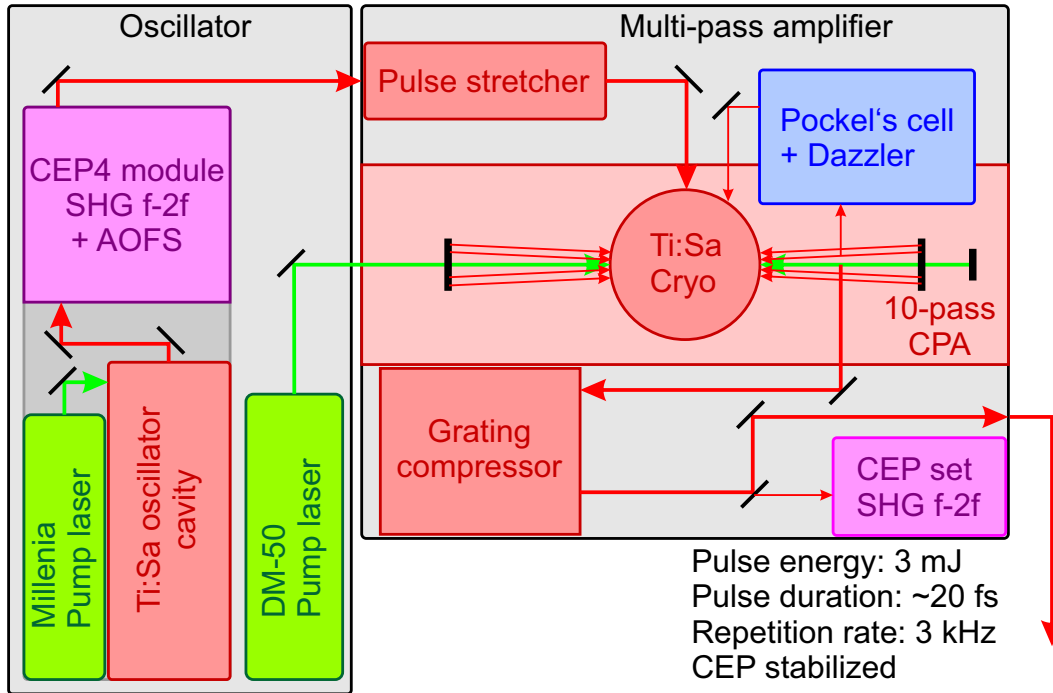 Oscillator
Multi-pass amplifier
Pulse stretcher
Pockel‘s cell
+ Dazzler
CEP4 module
SHG f-2f
+ AOFS
Ti:Sa
Cryo
10-pass
CPA
Millenia
Pump laser
Ti:Sa oscillator
cavity
DM-50
Pump laser
Grating
compressor
CEP set
SHG f-2f
Pulse energy: 3 mJ
Pulse duration: ~20 fs
Repetition rate: 3 kHz
CEP stabilized